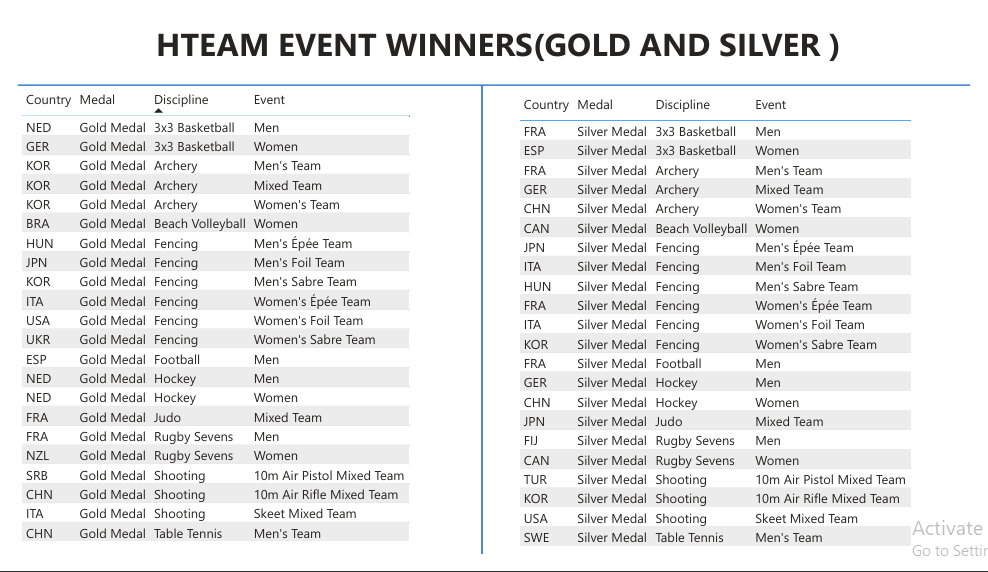 HTEAM EVENT WINNERS(GOLD AND SILVER )
Country Medal Discipline Event
NED Gold Medal 3x3 Basketball Men
GER Gold Medal 3x3 Basketball Women
KOR Gold Medal Archery Men's Team
KOR Gold Medal Archery Mixed Team
KOR Gold Medal Archery Women's Team
BRA Gold Medal Beach Volleyball Women
HUN Gold Medal Fencing Men's Épée Team
JPN Gold Medal Fencing Men's Foil Team
KOR Gold Medal Fencing Men's Sabre Team
ITA Gold Medal Fencing Women's Épée Team
USA Gold Medal Fencing Women's Foil Team
UKR Gold Medal Fencing Women's Sabre Team
ESP Gold Medal Football Men
NED Gold Medal Hockey Men
NED Gold Medal Hockey Women
FRA Gold Medal Judo Mixed Team
FRA Gold Medal Rugby Sevens Men
NZL Gold Medal Rugby Sevens Women
SRB Gold Medal Shooting 10m Air Pistol Mixed Team
CHN Gold Medal Shooting 10m Air Rifle Mixed Team
ITA Gold Medal Shooting Skeet Mixed Team
CHN Gold Medal Table Tennis Men's Team
Country Medal Discipline Event
FRA Silver Medal 3x3 Basketball Men
ESP Silver Medal 3x3 Basketball Women
FRA Silver Medal Archery Men's Team
GER Silver Medal Archery Mixed Team
CHN Silver Medal Archery Women's Team
CAN Silver Medal Beach Volleyball Women
JPN Silver Medal Fencing Men's Épée Team
ITA Silver Medal Fencing Men's Foil Team
HUN Silver Medal Fencing Men's Sabre Team
FRA Silver Medal Fencing Women's Épée Team
ITA Silver Medal Fencing Women's Foil Team
KOR Silver Medal Fencing Women's Sabre Team
FRA Silver Medal Football Men
GER Silver Medal Hockey Men
CHN Silver Medal Hockey Women
JPN Silver Medal Judo Mixed Team
FIJ Silver Medal Rugby Sevens Men
CAN Silver Medal Rugby Sevens Women
TUR Silver Medal Shooting 10m Air Pistol Mixed Team
KOR Silver Medal Shooting 10m Air Rifle Mixed Team
USA Silver Medal Shooting Skeet Mixed Team
SWE Silver Medal Table Tennis Men's Team
Activate
Go to Settin